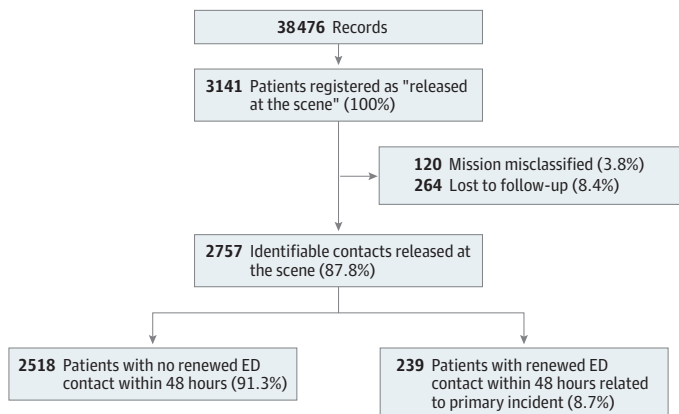 38 476 Records
3141 Patients registered as "released
at the scene" (100%)
120 Mission misclassified (3.8%)
264 Lost to follow-up (8.4%)
2757 Identifiable contacts released at
the scene (87.8%)
2518 Patients with no renewed ED
contact within 48 hours (91.3%)
239 Patients with renewed ED
contact within 48 hours related
to primary incident (8.7%)